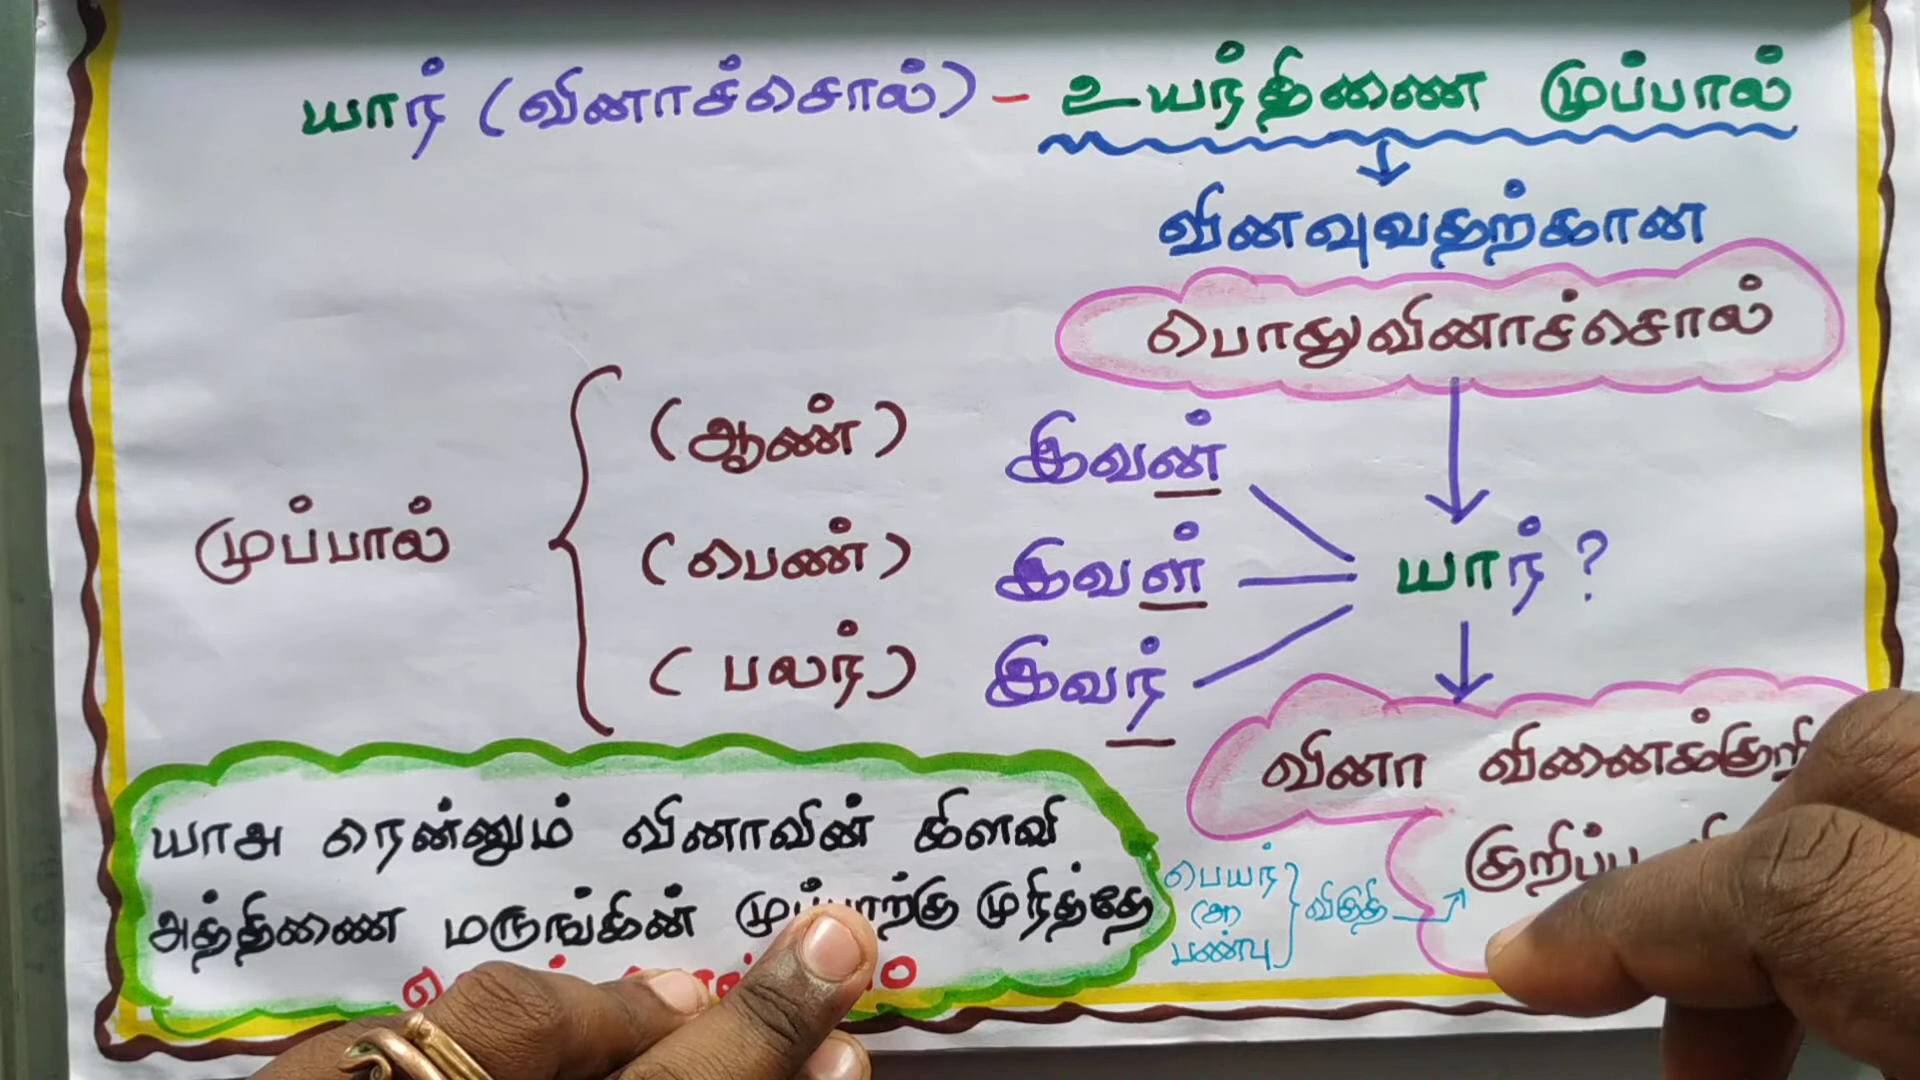 யார் (வினாச்சொல்) - உயர்திணை முப்பால்
வினவுவதற்கான
பொதுவினாச்சொல்
(ஆண்) இவன்
முப்பால் (பெண்) இவள் யார்?
(பலர்) இவர்
வினா
யாஅ ரென்னும் வினாவின் கிளவி
அத்திணை மருங்கின் முப்பாற்கு முரித்தே
பெயர்
(அ)
பண்பு
விகுதி